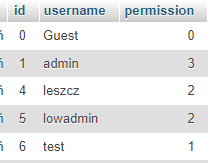 id username permission
ń 0 Guest 0
ń 1 admin 3
ń 4 leszcz 2
ń 5 lowadmin 2
ń 6 test 1